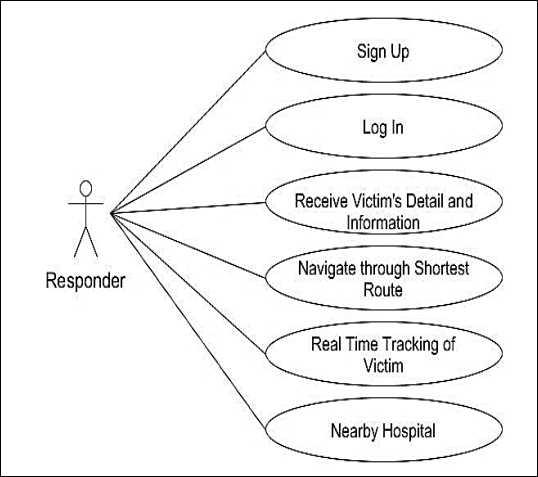 Sign Up
Log In
Receive Victim's Detail and
Information
Responder
Navigate through Shortest
Route
Real Time Tracking of
Victim
Nearby Hospital